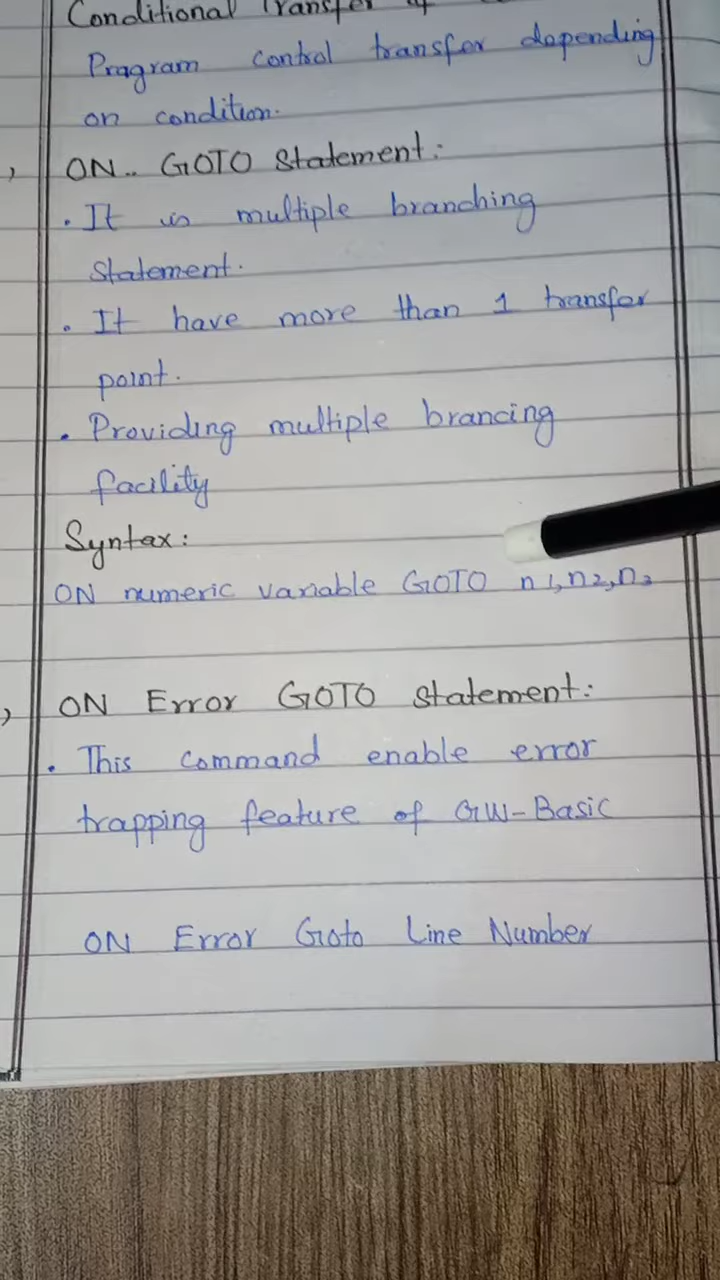 Conditional Transfer
Program control transfer depending
on condition.
ON.. GOTO Statement:
• It is multiple branching
statement.
• It have more than 1 transfer
point.
• Providing multiple brancing
facility
Syntax:
ON numeric variable GOTO n1,n2,n3
ON Error GOTO statement:
• This command enable error
trapping feature of GW-Basic
ON Error Goto Line Number